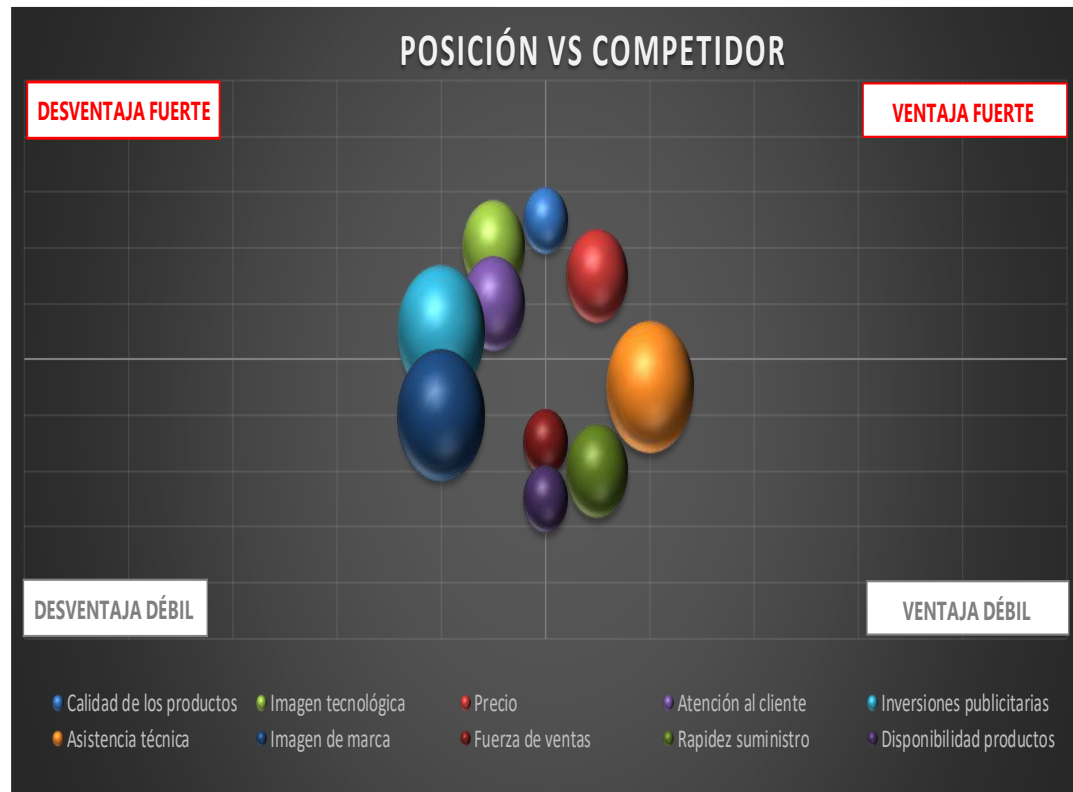 POSICIÓN VS COMPETIDOR
DESVENTAJA FUERTE
VENTAJA FUERTE
DESVENTAJA DÉBIL
VENTAJA DÉBIL
Calidad de los productos
Imagen tecnológica
Precio
Atención al cliente
Inversiones publicitarias
Asistencia técnica
Imagen de marca
Fuerza de ventas
Rapidez suministro
Disponibilidad productos